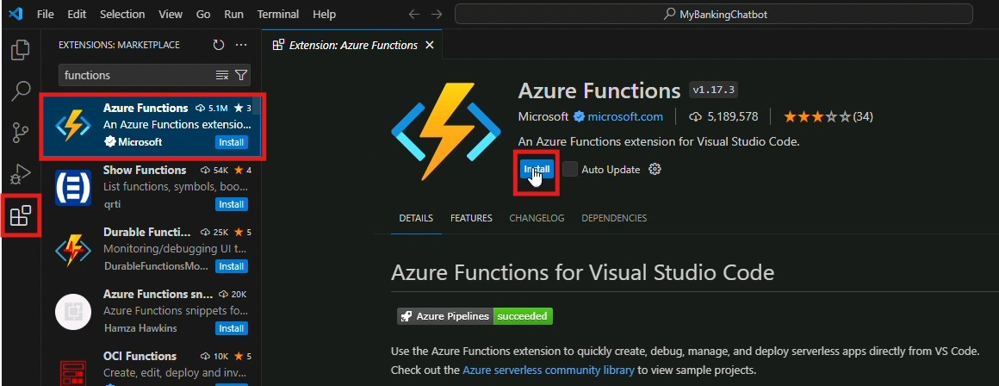 File Edit Selection View Go Run Terminal Help MyBankingChatbot
EXTENSIONS: MARKETPLACE
functions
Azure Functions 5.1M 3
An Azure Functions extensio...
Microsoft Install
Show Functions 54K 4
List functions, symbols, boo...
qrti Install
Durable Functi... 25K 5
Monitoring/debugging UI t...
DurableFunctionsMo... Install
Azure Functions sn... 20K
Azure Functions snippets fo...
Hamza Hawkins Install
OCI Functions 10K 5
Create, edit, deploy and inv...
Install
Extension: Azure Functions
Azure Functions v1.17.3
Microsoft microsoft.com 5,189,578 (34)
An Azure Functions extension for Visual Studio Code.
Install Auto Update
DETAILS FEATURES CHANGELOG DEPENDENCIES
Azure Functions for Visual Studio Code
Azure Pipelines succeeded
Use the Azure Functions extension to quickly create, debug, manage, and deploy serverless apps directly from VS Code.
Check out the Azure serverless community library to view sample projects.